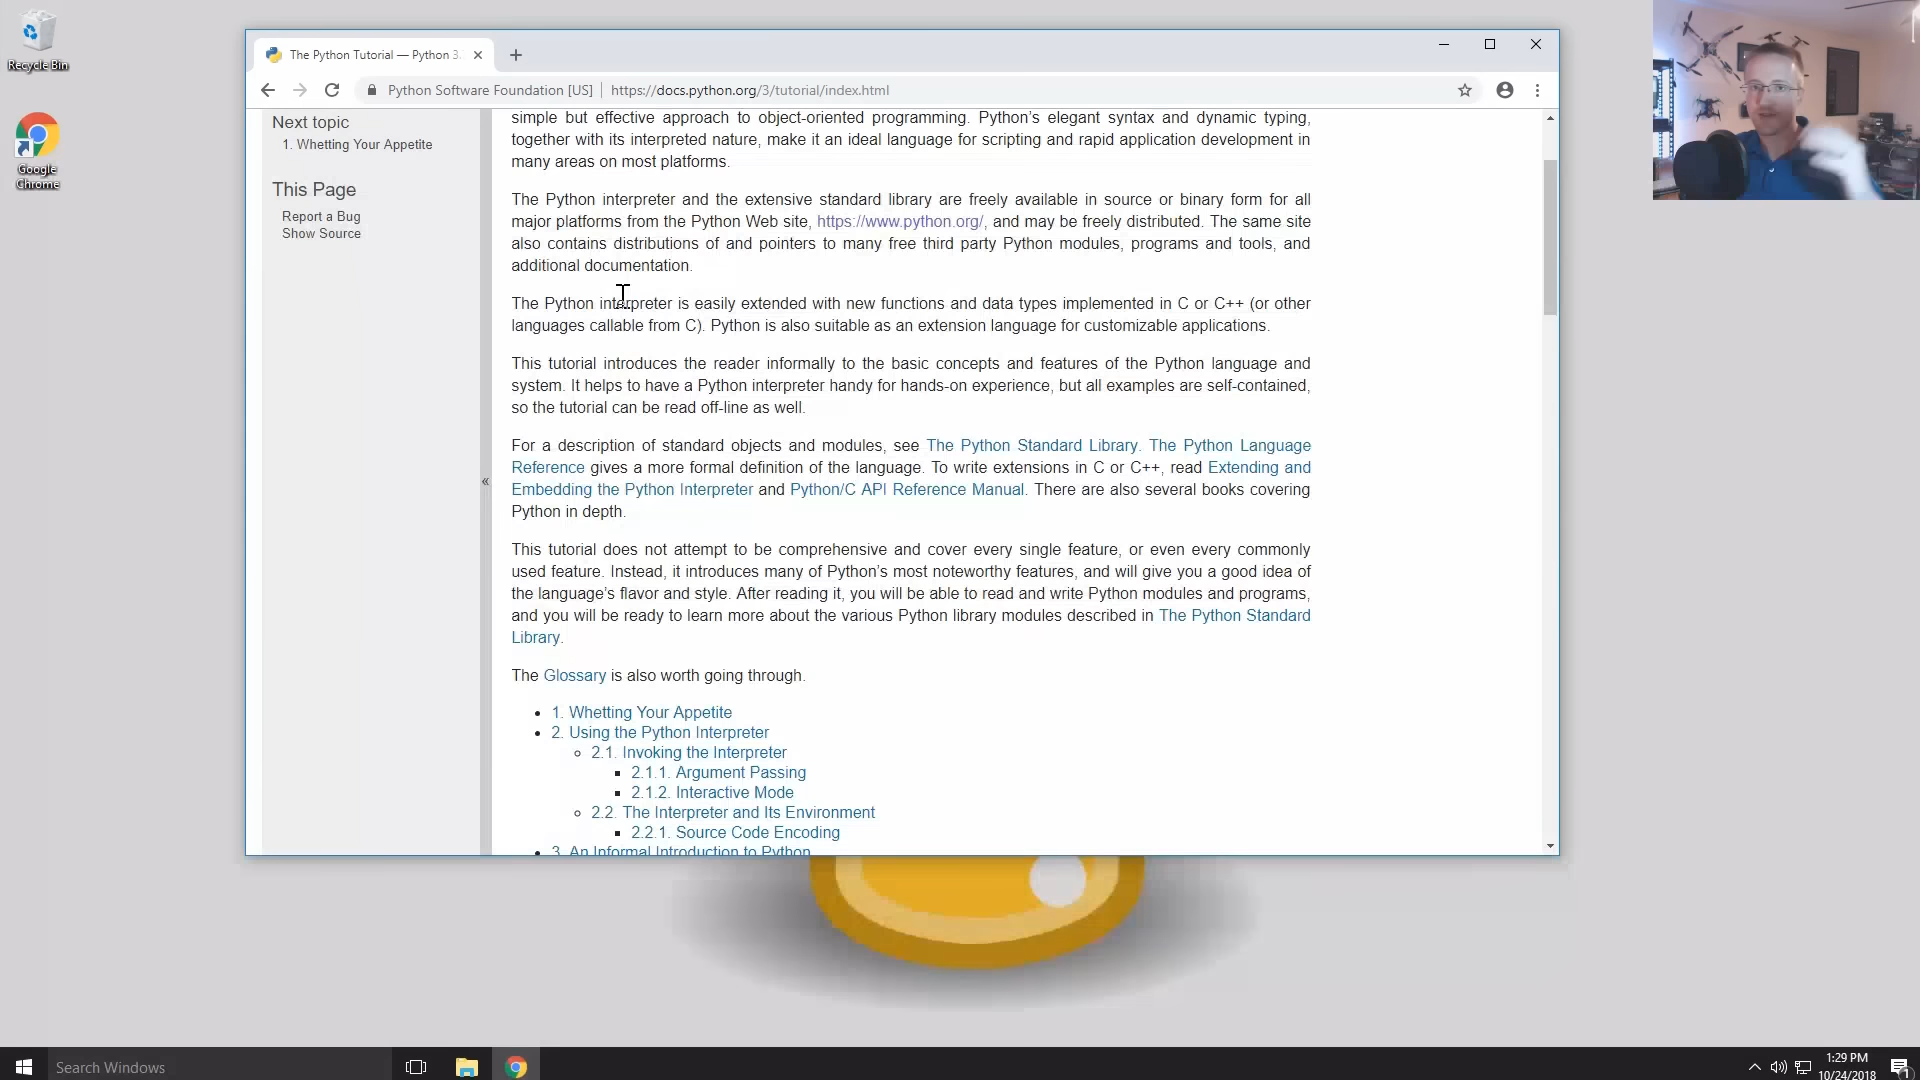 Recycle Bin
Google
Chrome
The Python Tutorial — Python 3.
Python Software Foundation [US]
https://docs.python.org/3/tutorial/index.html
Next topic
1. Whetting Your Appetite
This Page
Report a Bug
Show Source
simple but effective approach to object-oriented programming. Python’s elegant syntax and dynamic typing,
together with its interpreted nature, make it an ideal language for scripting and rapid application development in
many areas on most platforms.
The Python interpreter and the extensive standard library are freely available in source or binary form for all
major platforms from the Python Web site, https://www.python.org/, and may be freely distributed. The same site
also contains distributions of and pointers to many free third party Python modules, programs and tools, and
additional documentation.
The Python interpreter is easily extended with new functions and data types implemented in C or C++ (or other
languages callable from C). Python is also suitable as an extension language for customizable applications.
This tutorial introduces the reader informally to the basic concepts and features of the Python language and
system. It helps to have a Python interpreter handy for hands-on experience, but all examples are self-contained,
so the tutorial can be read off-line as well.
For a description of standard objects and modules, see The Python Standard Library. The Python Language
Reference gives a more formal definition of the language. To write extensions in C or C++, read Extending and
Embedding the Python Interpreter and Python/C API Reference Manual. There are also several books covering
Python in depth.
This tutorial does not attempt to be comprehensive and cover every single feature, or even every commonly
used feature. Instead, it introduces many of Python’s most noteworthy features, and will give you a good idea of
the language’s flavor and style. After reading it, you will be able to read and write Python modules and programs,
and you will be ready to learn more about the various Python library modules described in The Python Standard
Library.
The Glossary is also worth going through.
1. Whetting Your Appetite
2. Using the Python Interpreter
2.1. Invoking the Interpreter
2.1.1. Argument Passing
2.1.2. Interactive Mode
2.2. The Interpreter and Its Environment
2.2.1. Source Code Encoding
3. An Informal Introduction to Python
Search Windows
1:29 PM
10/24/2018
1